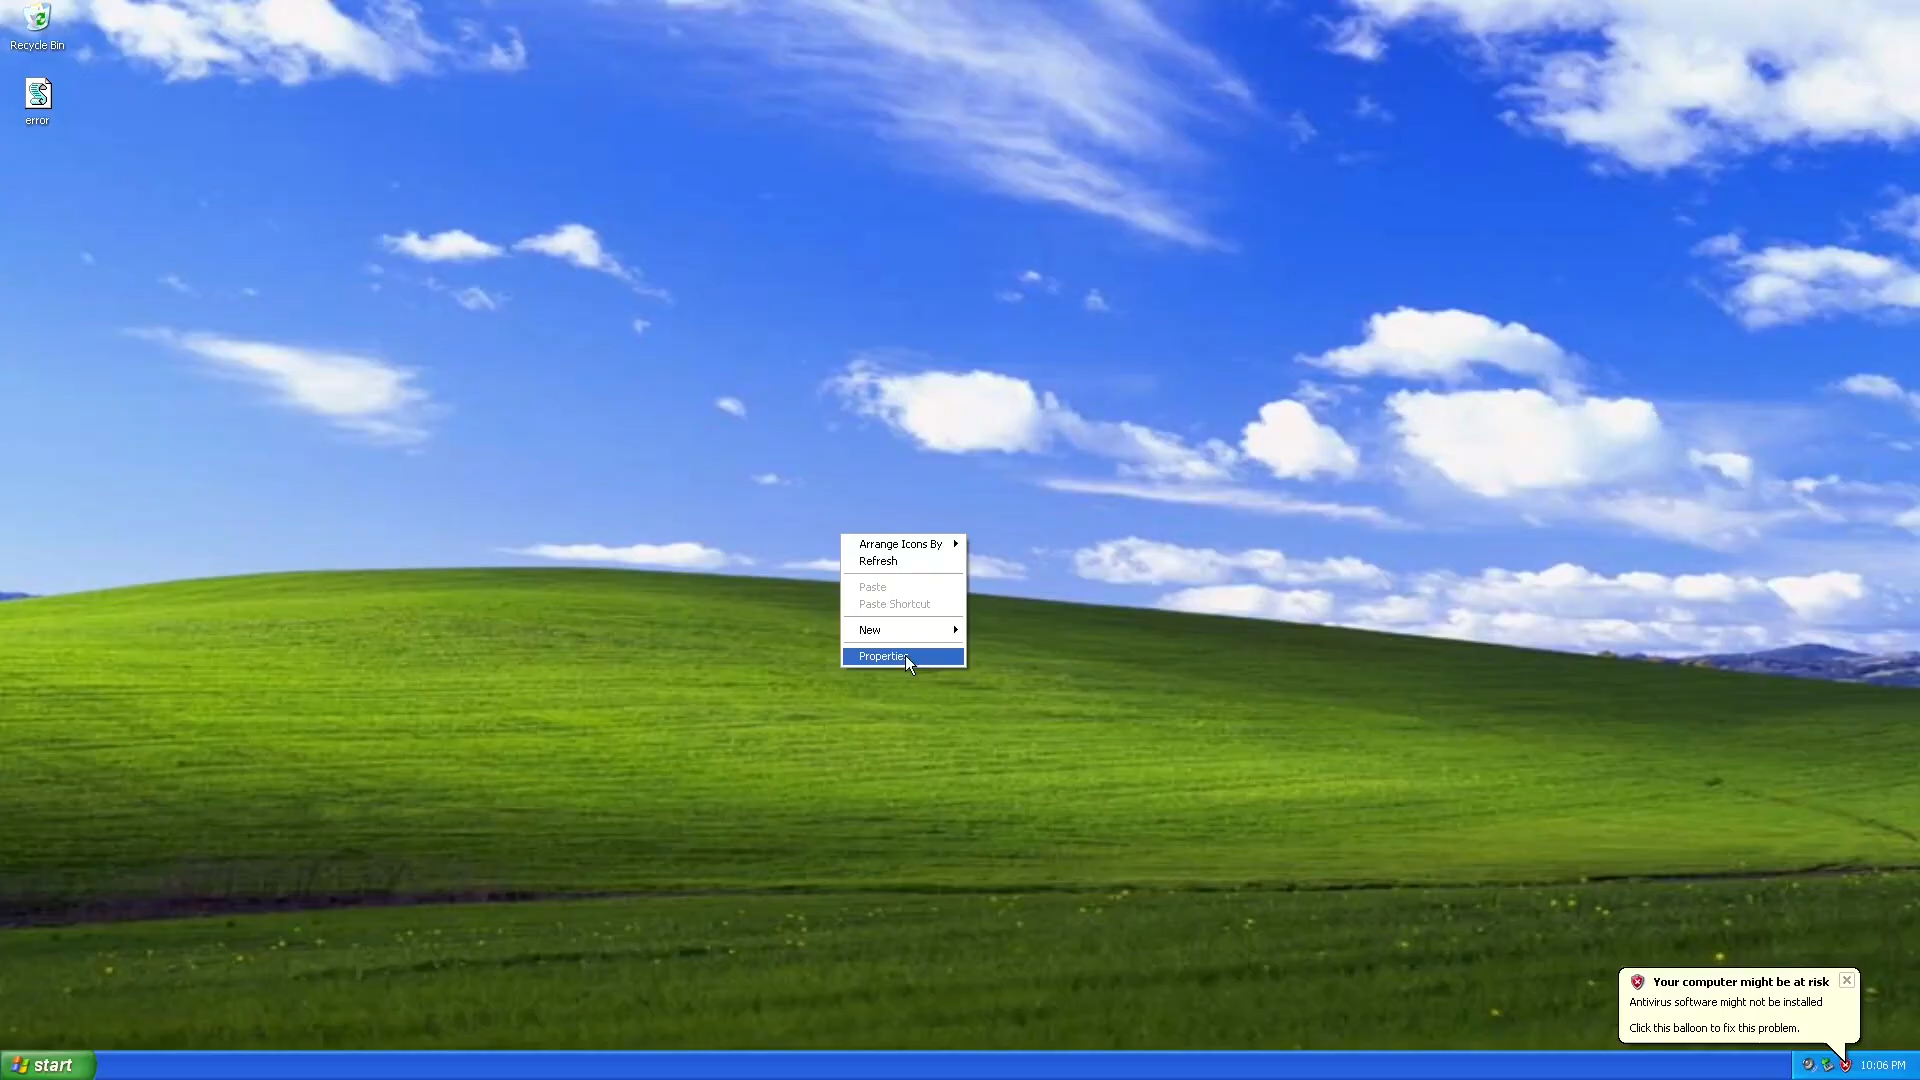 Recycle Bin
error
Arrange Icons By
Refresh
Paste
Paste Shortcut
New
Properties
Your computer might be at risk
Antivirus software might not be installed
Click this balloon to fix this problem.
start
10:06 PM